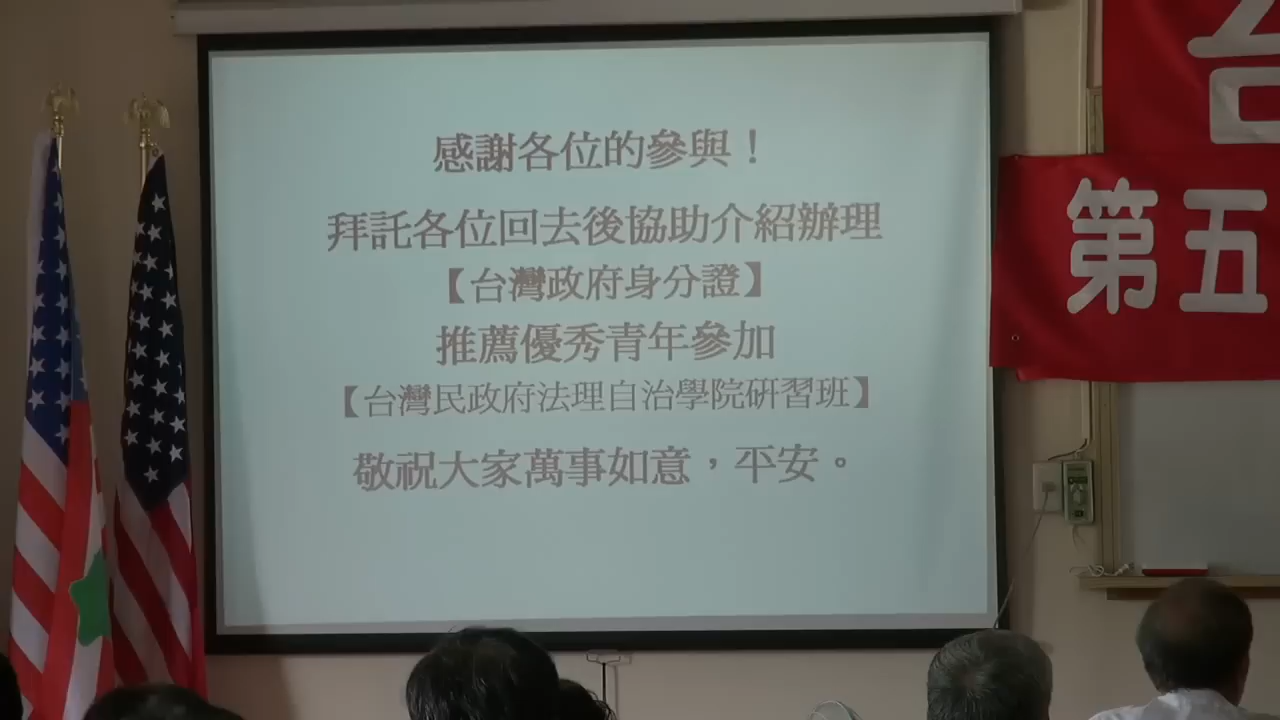 感謝各位的參與！
拜託各位回去後協助介紹辦理
【台灣政府身分證】
推薦優秀青年參加
【台灣民政府法理自治學院研習班】
敬祝大家萬事如意，平安。
台
第五